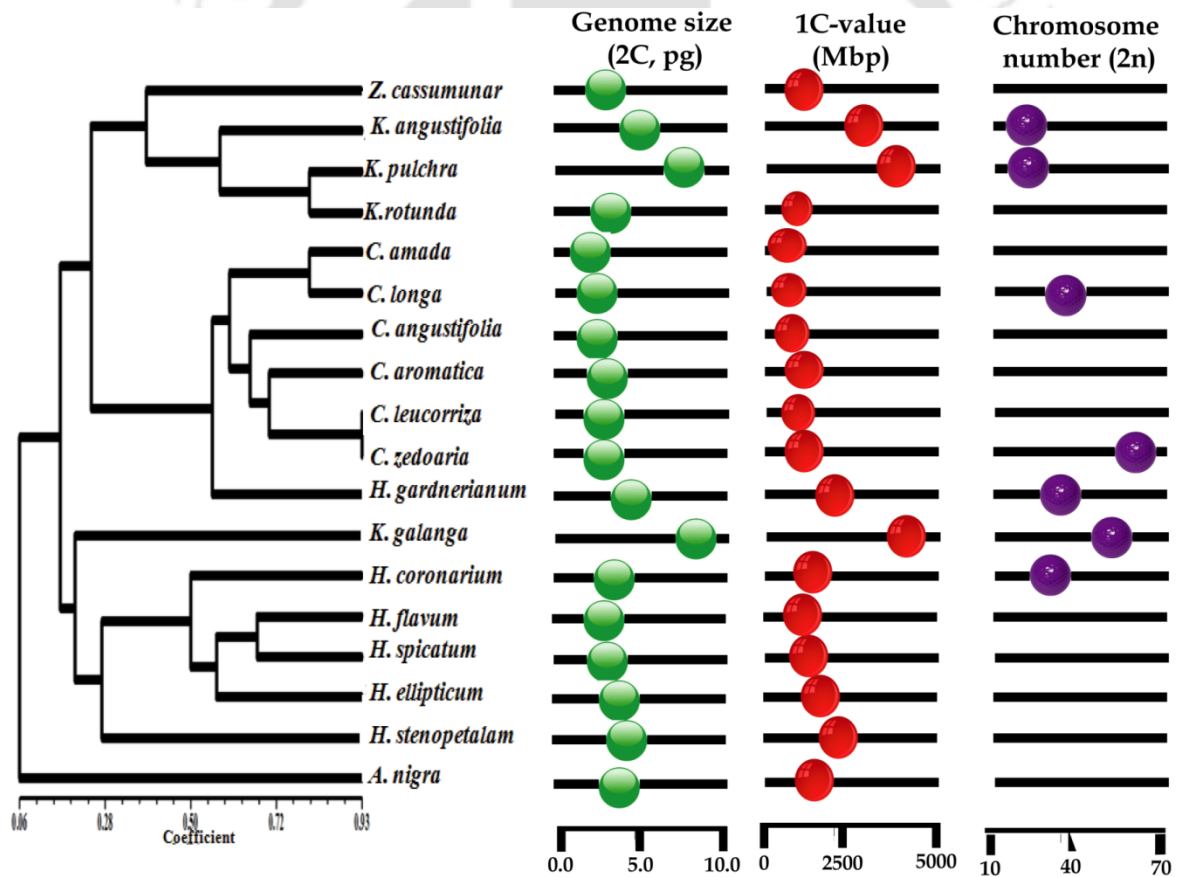 Genome size
(2C, pg)
1C-value
(Mbp)
Chromosome
number (2n)
Z. cassumunar
K. angustifolia
K. pulchra
K.rotunda
C. amada
C. longa
C. angustifolia
C. aromatica
C. leucorriza
C. zedoaria
H. gardnerianum
K. galanga
H. coronarium
H. flavum
H. spicatum
H. ellipticum
H. stenopetalam
A. nigra
0.06 0.28 0.50 0.72 0.93
Coefficient
0.0 5.0 10.0
0 2500 5000
10 40 70